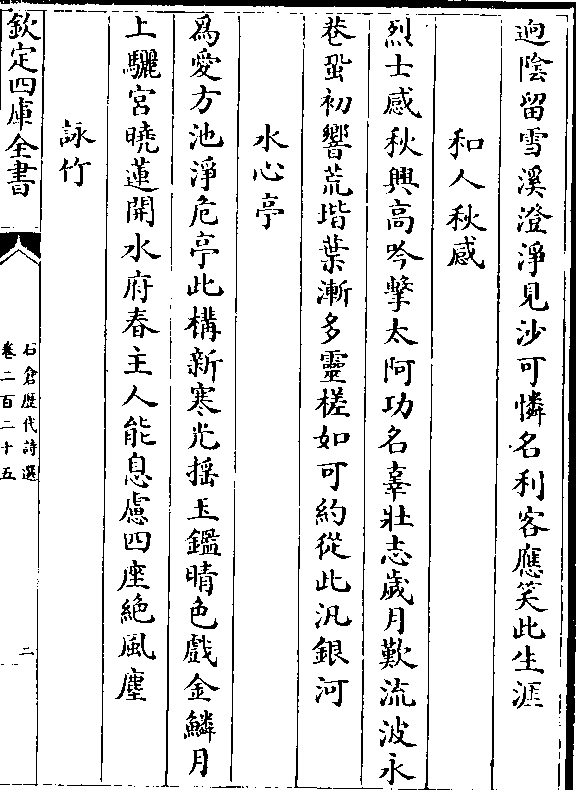 逈陰留雪溪澄淨見沙可憐名利客應笑此生涯
和人秋感
烈士感秋興高吟擊太阿功名辜壯志歲月歎流波永
巷蛩初響荒堦葉漸多靈槎如可約從此汎銀河
水心亭
爲愛方池淨危亭此構新寒光摇玉鑑晴色戲金鱗月
上驪宮曉蓮開水府春主人能息慮四座絶風塵
詠竹
欽定四庫全書
石倉歴代詩選
卷二百二十五
二